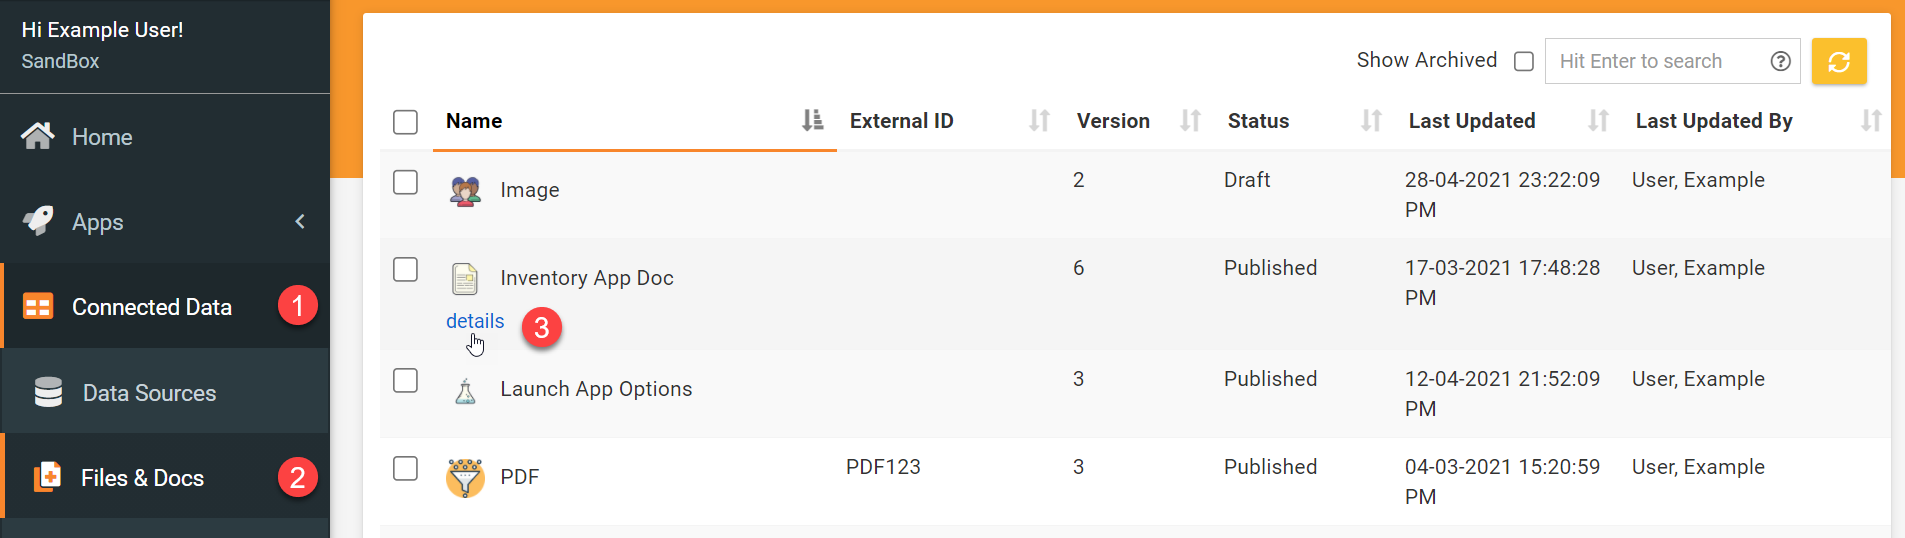 Hi Example User!
SandBox
Home
Apps
Connected Data 1
Data Sources
Files & Docs 2
Show Archived Hit Enter to search ?
Name External ID Version Status Last Updated Last Updated By
Image 2 Draft 28-04-2021 23:22:09 User, Example
PM
Inventory App Doc 6 Published 17-03-2021 17:48:28 User, Example
PM
details 3
Launch App Options 3 Published 12-04-2021 21:52:09 User, Example
PM
PDF PDF123 3 Published 04-03-2021 15:20:59 User, Example
PM